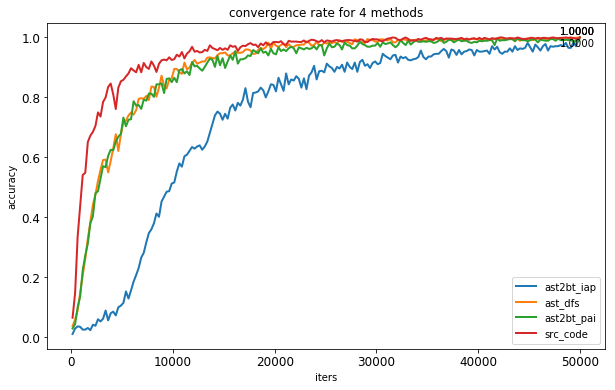 convergence rate for 4 methods
1.0000
1.0000
accuracy
1.0
0.8
0.6
0.4
0.2
0.0
0
10000
20000
30000
40000
50000
iters
ast2bt_iap
ast_dfs
ast2bt_pai
src_code